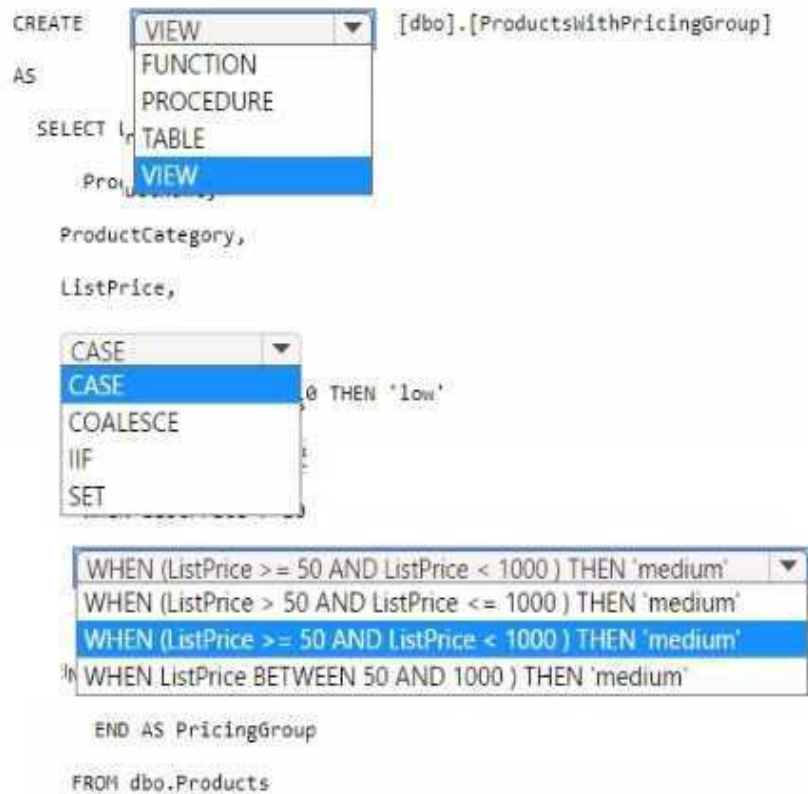 CREATE VIEW [dbo].[ProductsWithPricingGroup]
FUNCTION
AS
PROCEDURE
SELECT
TABLE
VIEW
ProductCategory,
ListPrice,
CASE
CASE
0 THEN 'low'
COALESCE
IIF
SET
WHEN (ListPrice >= 50 AND ListPrice < 1000 ) THEN 'medium'
WHEN (ListPrice > 50 AND ListPrice <= 1000 ) THEN 'medium'
WHEN (ListPrice >= 50 AND ListPrice < 1000 ) THEN 'medium'
WHEN ListPrice BETWEEN 50 AND 1000 ) THEN 'medium'
END AS PricingGroup
FROM dbo.Products